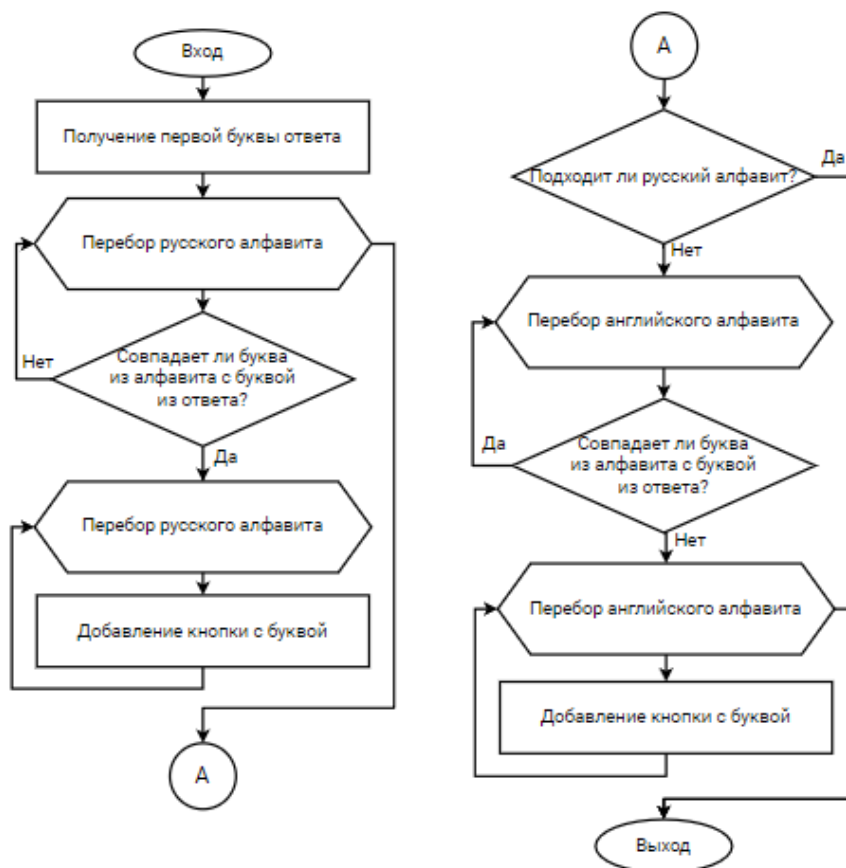 Вход
Получение первой буквы ответа
Перебор русского алфавита
Нет
Совпадает ли буква
из алфавита с буквой
из ответа?
Да
Перебор русского алфавита
Добавление кнопки с буквой
А
А
Подходит ли русский алфавит?
Да
Нет
Перебор английского алфавита
Да
Совпадает ли буква
из алфавита с буквой
из ответа?
Нет
Перебор английского алфавита
Добавление кнопки с буквой
Выход